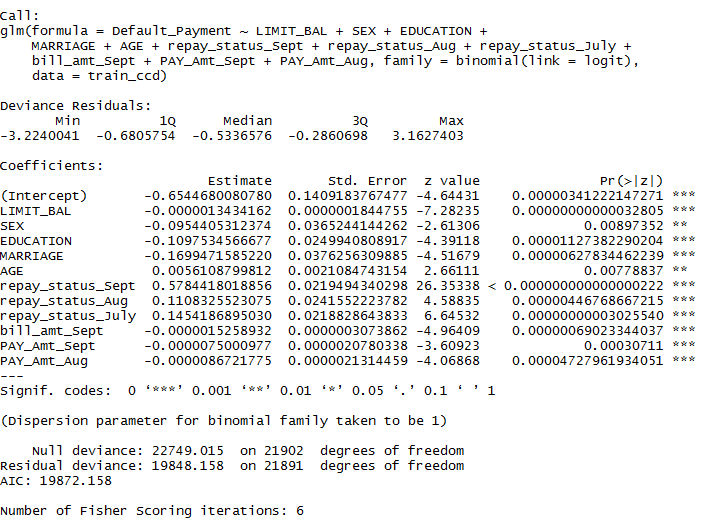 Call:
glm(formula = Default_Payment ~ LIMIT_BAL + SEX + EDUCATION +
    MARRIAGE + AGE + repay_status_Sept + repay_status_Aug + repay_status_July +
    bill_amt_Sept + PAY_Amt_Sept + PAY_Amt_Aug, family = binomial(link = logit),
    data = train_ccd)
Deviance Residuals:
       Min          1Q      Median          3Q         Max
-3.2240041  -0.6805754  -0.5336576  -0.2860698   3.1627403
Coefficients:
                          Estimate      Std. Error  z value               Pr(>|z|)
(Intercept)       -0.6544680080780 0.1409183767477 -4.64431       0.00000341222147271 ***
LIMIT_BAL         -0.0000013434162 0.0000001844755 -7.28235       0.00000000000032805 ***
SEX               -0.0954405312374 0.0365244144262 -2.61306                0.00897352 **
EDUCATION         -0.1097534566677 0.0249940808917 -4.39118       0.00001127382290204 ***
MARRIAGE          -0.1699471585220 0.0376256309885 -4.51679       0.00000627834462239 ***
AGE                0.0056108799812 0.0021084743154  2.66111                0.00778837 **
repay_status_Sept  0.5784418018856 0.0219494340298 26.35338 < 0.000000000000000222 ***
repay_status_Aug   0.1108325523075 0.0241552223782  4.58835       0.00000446768667215 ***
repay_status_July  0.1454186895030 0.0218828643833  6.64532       0.00000000003025540 ***
bill_amt_Sept     -0.0000015258932 0.0000003073862 -4.96409       0.00000069023344037 ***
PAY_Amt_Sept      -0.0000075000977 0.0000020780338 -3.60923                0.00030711 ***
PAY_Amt_Aug       -0.0000086721775 0.0000021314459 -4.06868       0.00004727961934051 ***
---
Signif. codes:  0 ‘***’ 0.001 ‘**’ 0.01 ‘*’ 0.05 ‘.’ 0.1 ‘ ’ 1
(Dispersion parameter for binomial family taken to be 1)
    Null deviance: 22749.015  on 21902  degrees of freedom
Residual deviance: 19848.158  on 21891  degrees of freedom
AIC: 19872.158
Number of Fisher Scoring iterations: 6